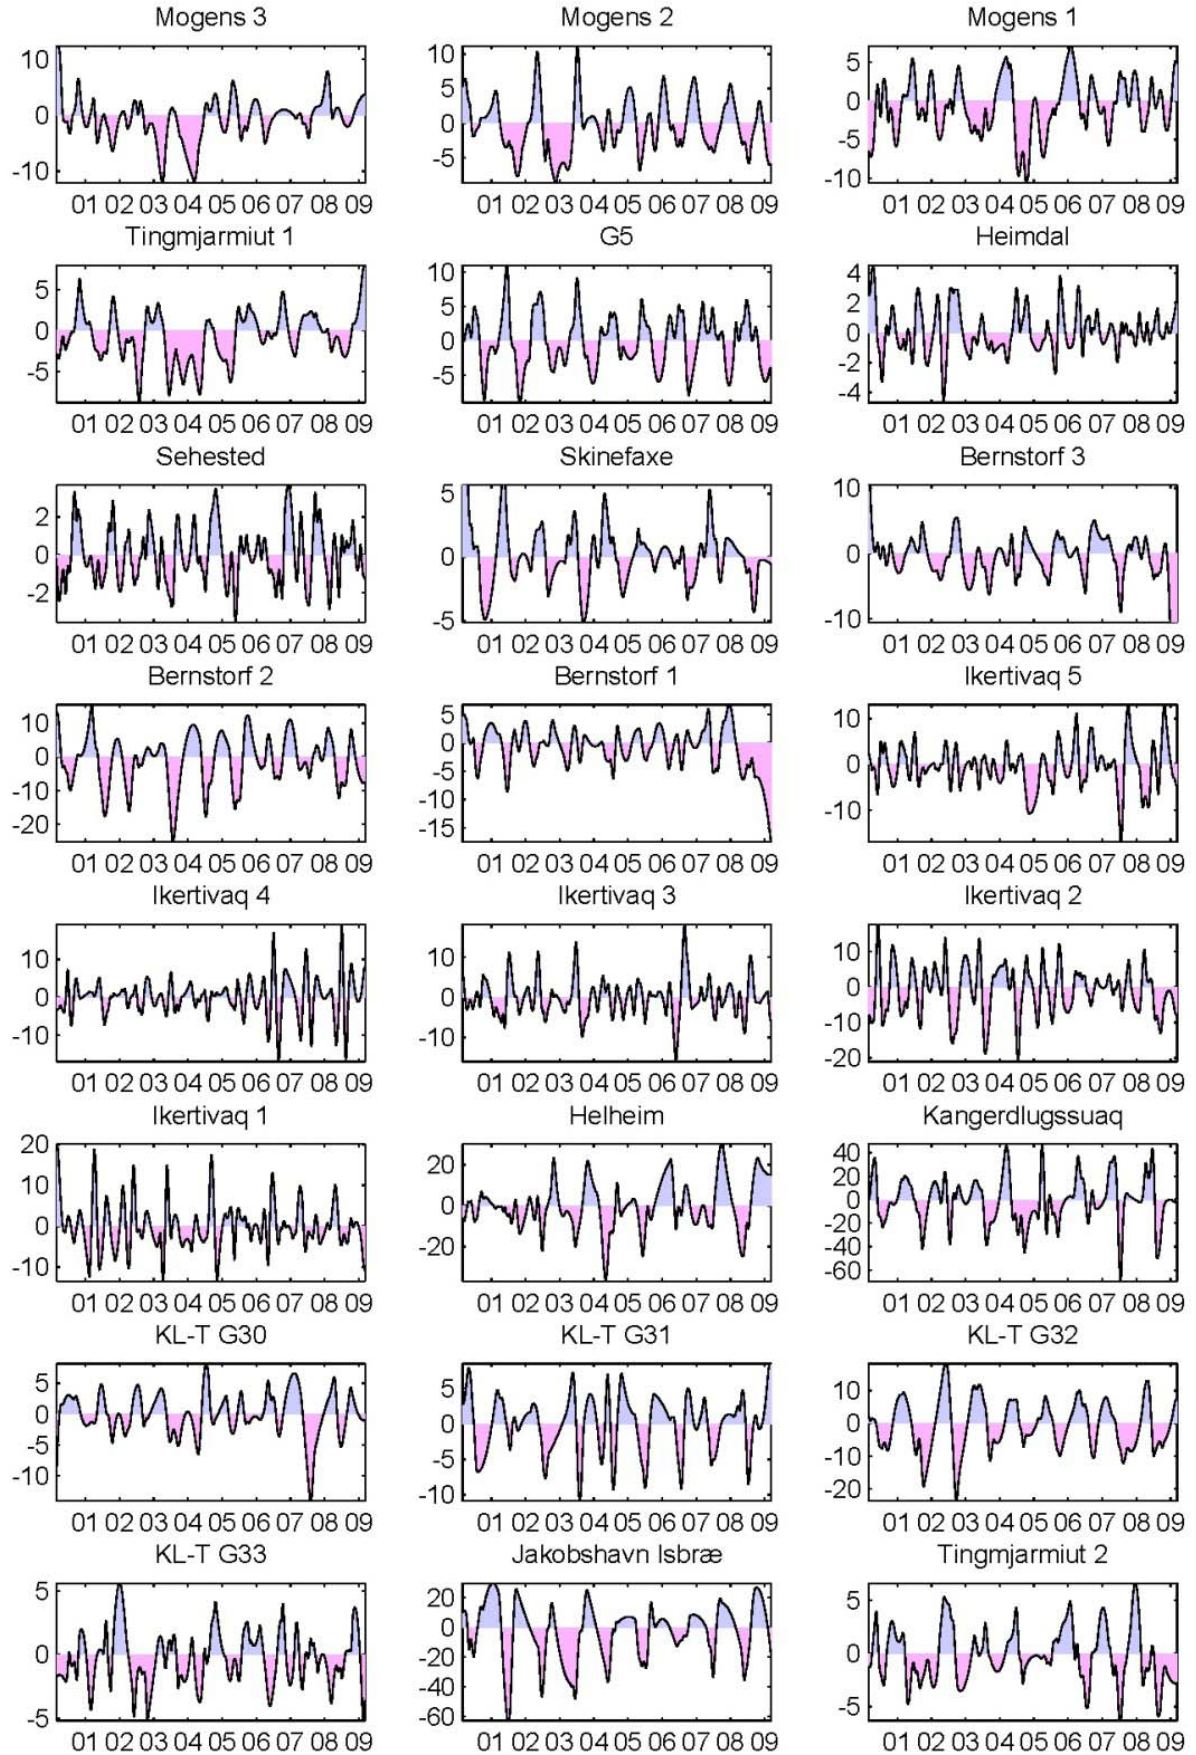 Mogens 3 Mogens 2 Mogens 1
10 10 5
0 5 0
-10 0 -5
-5 -10
01 02 03 04 05 06 07 08 09 01 02 03 04 05 06 07 08 09 01 02 03 04 05 06 07 08 09
Tingmjarmiut 1 G5 Heimdal
5 10 4
0 5 2
-5 0 0
-5 -2
-4
01 02 03 04 05 06 07 08 09 01 02 03 04 05 06 07 08 09 01 02 03 04 05 06 07 08 09
Sehested Skinefaxe Bernstorf 3
2 5 10
0 0 0
-2 -5 -10
01 02 03 04 05 06 07 08 09 01 02 03 04 05 06 07 08 09 01 02 03 04 05 06 07 08 09
Bernstorf 2 Bernstorf 1 Ikertivaq 5
10 5 10
0 0 0
-10 -5 -10
-20 -10
-15
01 02 03 04 05 06 07 08 09 01 02 03 04 05 06 07 08 09 01 02 03 04 05 06 07 08 09
Ikertivaq 4 Ikertivaq 3 Ikertivaq 2
10 10 10
0 0 0
-10 -10 -10
-20
01 02 03 04 05 06 07 08 09 01 02 03 04 05 06 07 08 09 01 02 03 04 05 06 07 08 09
Ikertivaq 1 Helheim Kangerdlugssuaq
20 20 40
10 0 20
0 -20 0
-10 -20
-40
-60
01 02 03 04 05 06 07 08 09 01 02 03 04 05 06 07 08 09 01 02 03 04 05 06 07 08 09
KL-T G30 KL-T G31 KL-T G32
5 5 10
0 0 0
-5 -5 -10
-10 -10 -20
01 02 03 04 05 06 07 08 09 01 02 03 04 05 06 07 08 09 01 02 03 04 05 06 07 08 09
KL-T G33 Jakobshavn Isbræ Tingmjarmiut 2
5 20 5
0 0 0
-5 -20 -5
-40
-60
01 02 03 04 05 06 07 08 09 01 02 03 04 05 06 07 08 09 01 02 03 04 05 06 07 08 09